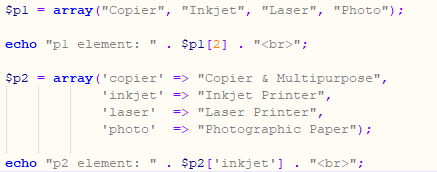 $p1 = array("Copier", "Inkjet", "Laser", "Photo");
echo "p1 element: " . $p1[2] . "<br>";
$p2 = array('copier' => "Copier & Multipurpose",
'inkjet' => "Inkjet Printer",
'laser'  => "Laser Printer",
'photo'  => "Photographic Paper");
echo "p2 element: " . $p2['inkjet'] . "<br>";